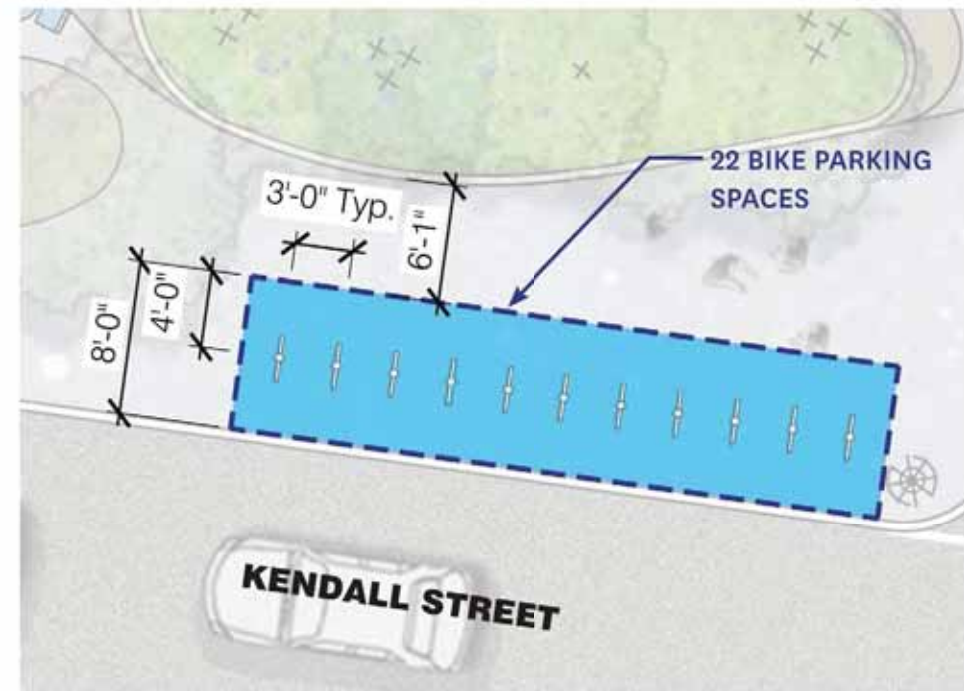 22 BIKE PARKING
SPACES
3'-0" Typ.
6'-1"
4'-0"
8'-0"
KENDALL STREET